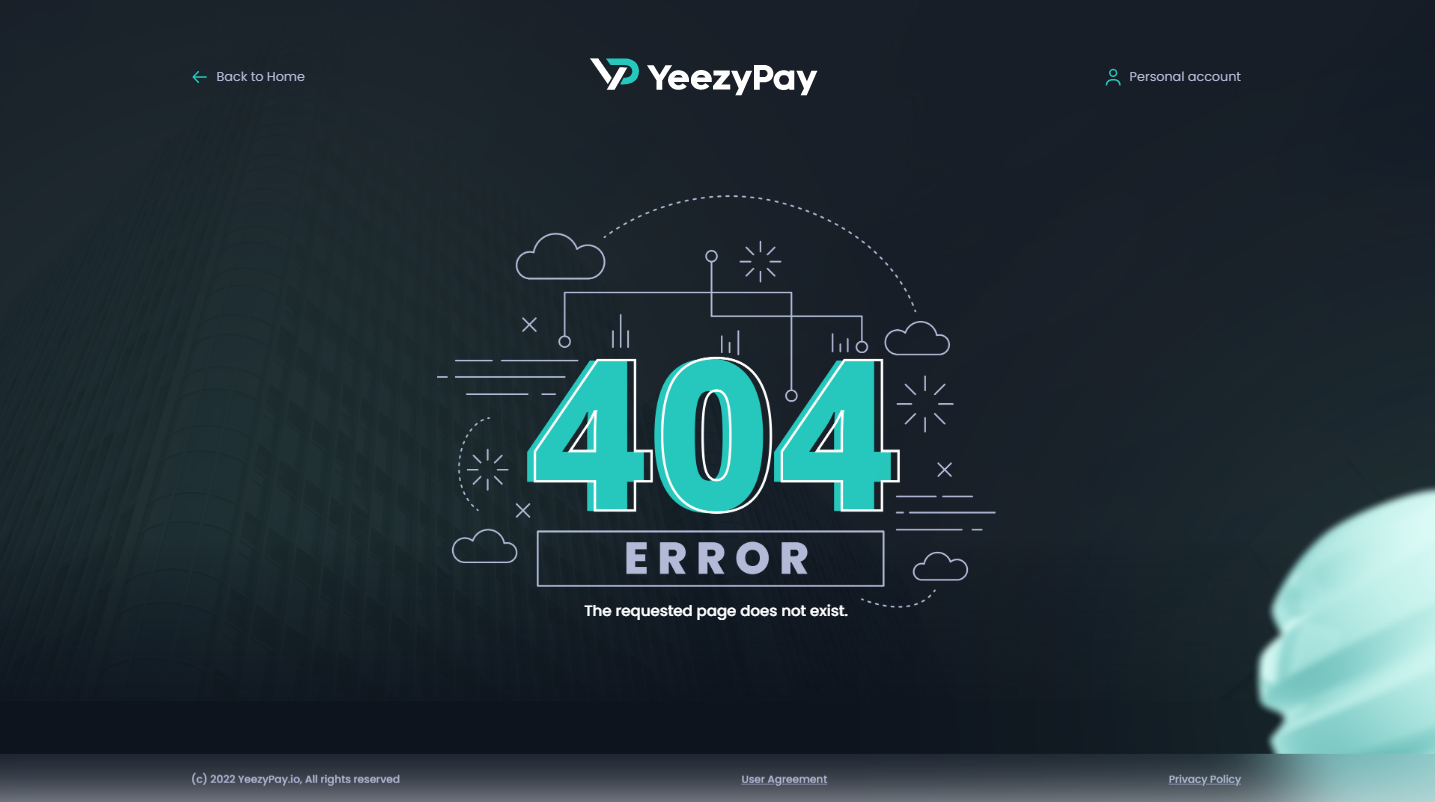 Back to Home
YeezyPay
Personal account
404
ERROR
The requested page does not exist.
(c) 2022 YeezyPay.io, All rights reserved
User Agreement
Privacy Policy